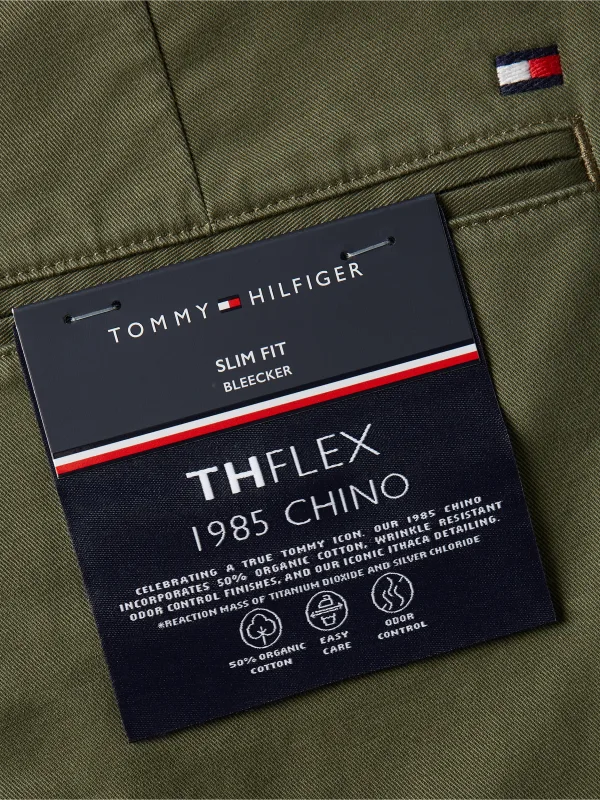 TOMMY HILFIGER
SLIM FIT
BLEECKER
THFLEX
1985 CHINO
CELEBRATING A TRUE TOMMY ICON. OUR 1985 CHINO
INCORPORATES 50% ORGANIC COTTON, WRINKLE RESISTANT
ODOR CONTROL FINISHES, AND OUR ICONIC ITHACA DETAILING.
*REACTION MASS OF TITANIUM DIOXIDE AND SILVER CHLORIDE
50% ORGANIC
COTTON
EASY
CARE
ODOR
CONTROL